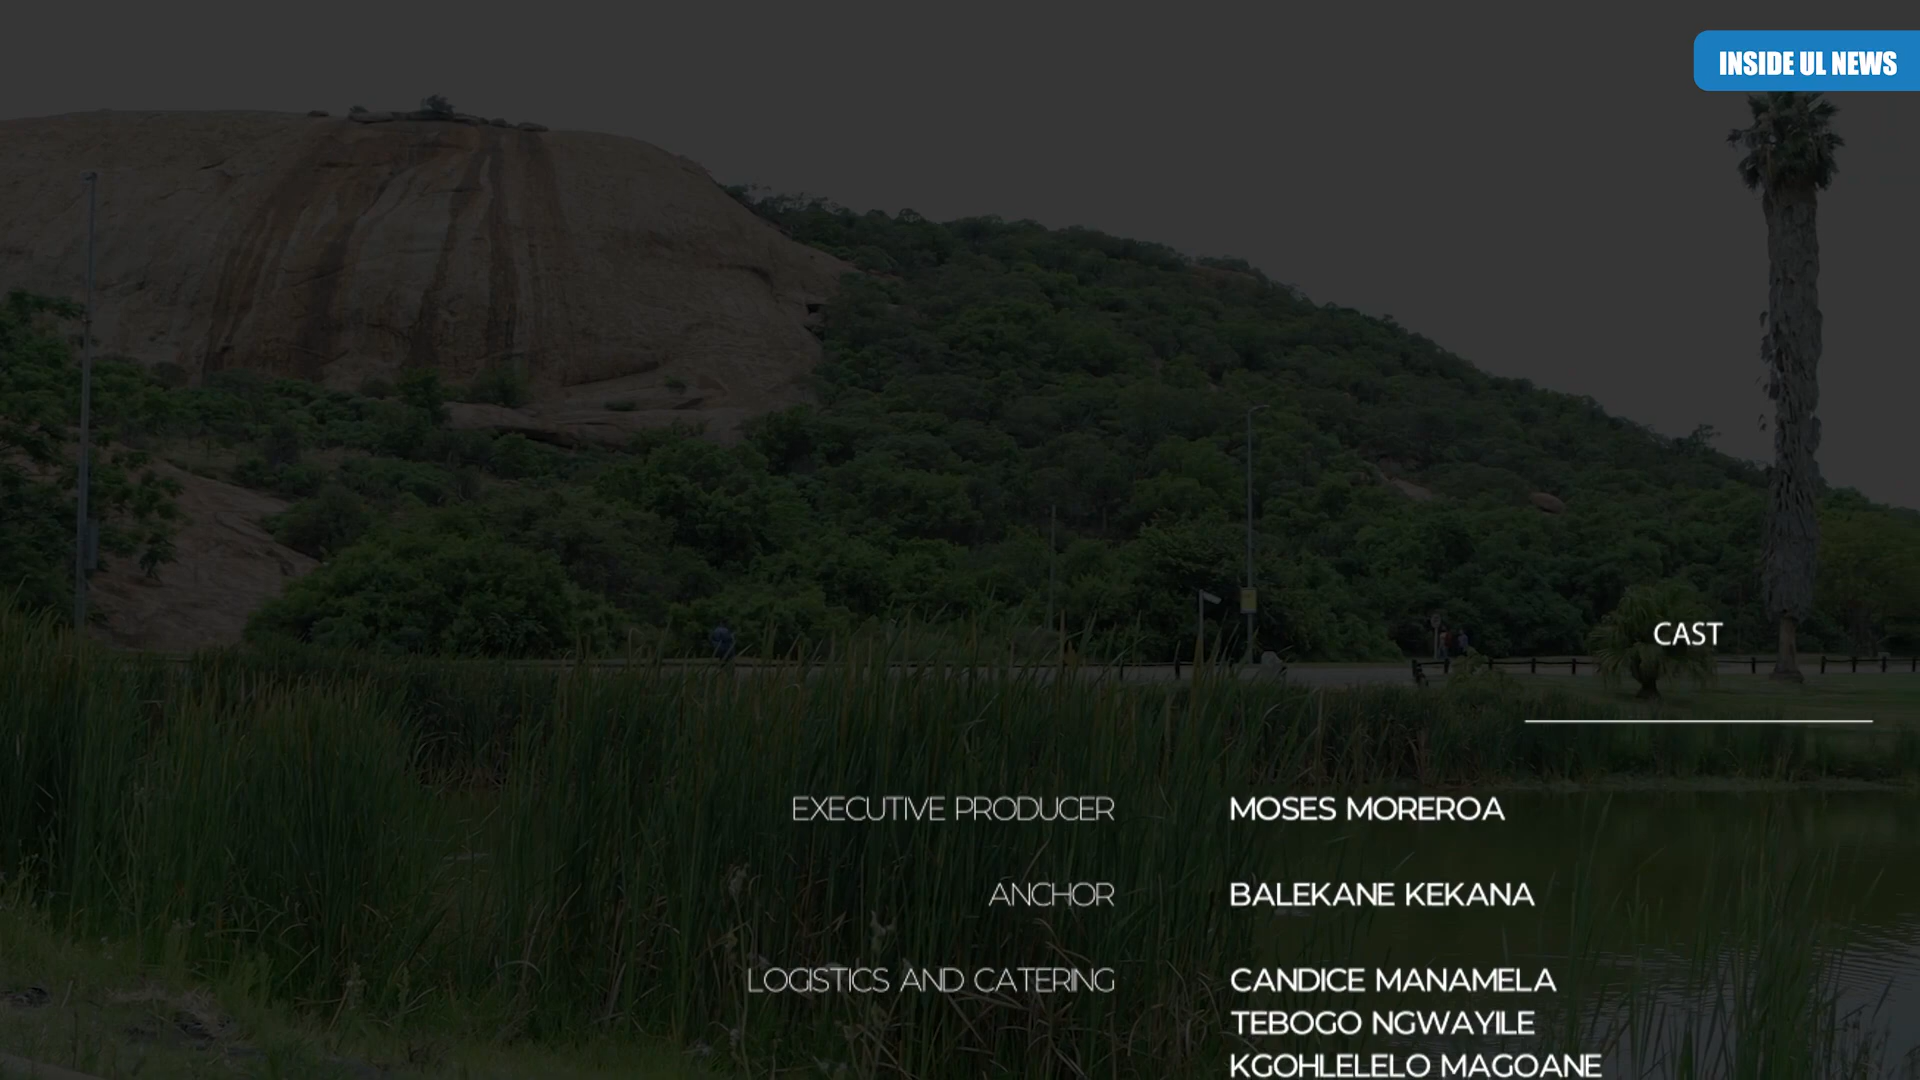 INSIDE UL NEWS
CAST
EXECUTIVE PRODUCER MOSES MOREROA
ANCHOR BALEKANE KEKANA
LOGISTICS AND CATERING CANDICE MANAMELA
TEBOGO NGWAYILE
KGOHLELELO MAGOANE